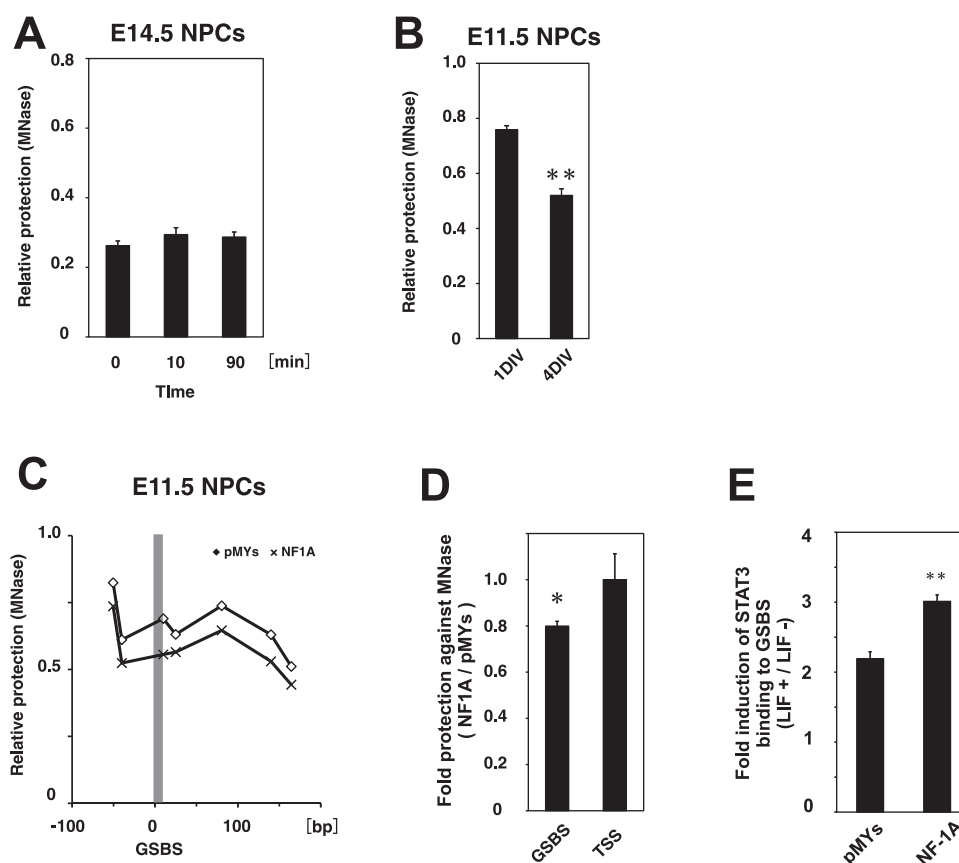 A
E14.5 NPCs
Relative protection (MNase)
0.8
0.6
0.4
0.2
0
0 10 90 [min]
TIme
B
E11.5 NPCs
Relative protection (MNase)
1.0
0.8
0.6
0.4
0.2
0
**
1DIV 4DIV
C
E11.5 NPCs
Relative protection (MNase)
1.0
0.5
0
pMYs NF1A
-100 0 100 [bp]
GSBS
D
Fold protection against MNase
( NF1A / pMYs )
1.0
0.8
0.6
0.4
0.2
0
*
GSBS TSS
E
Fold induction of STAT3
binding to GSBS
(LIF + / LIF -)
4
3
2
1
0
**
pMYs NF-1A